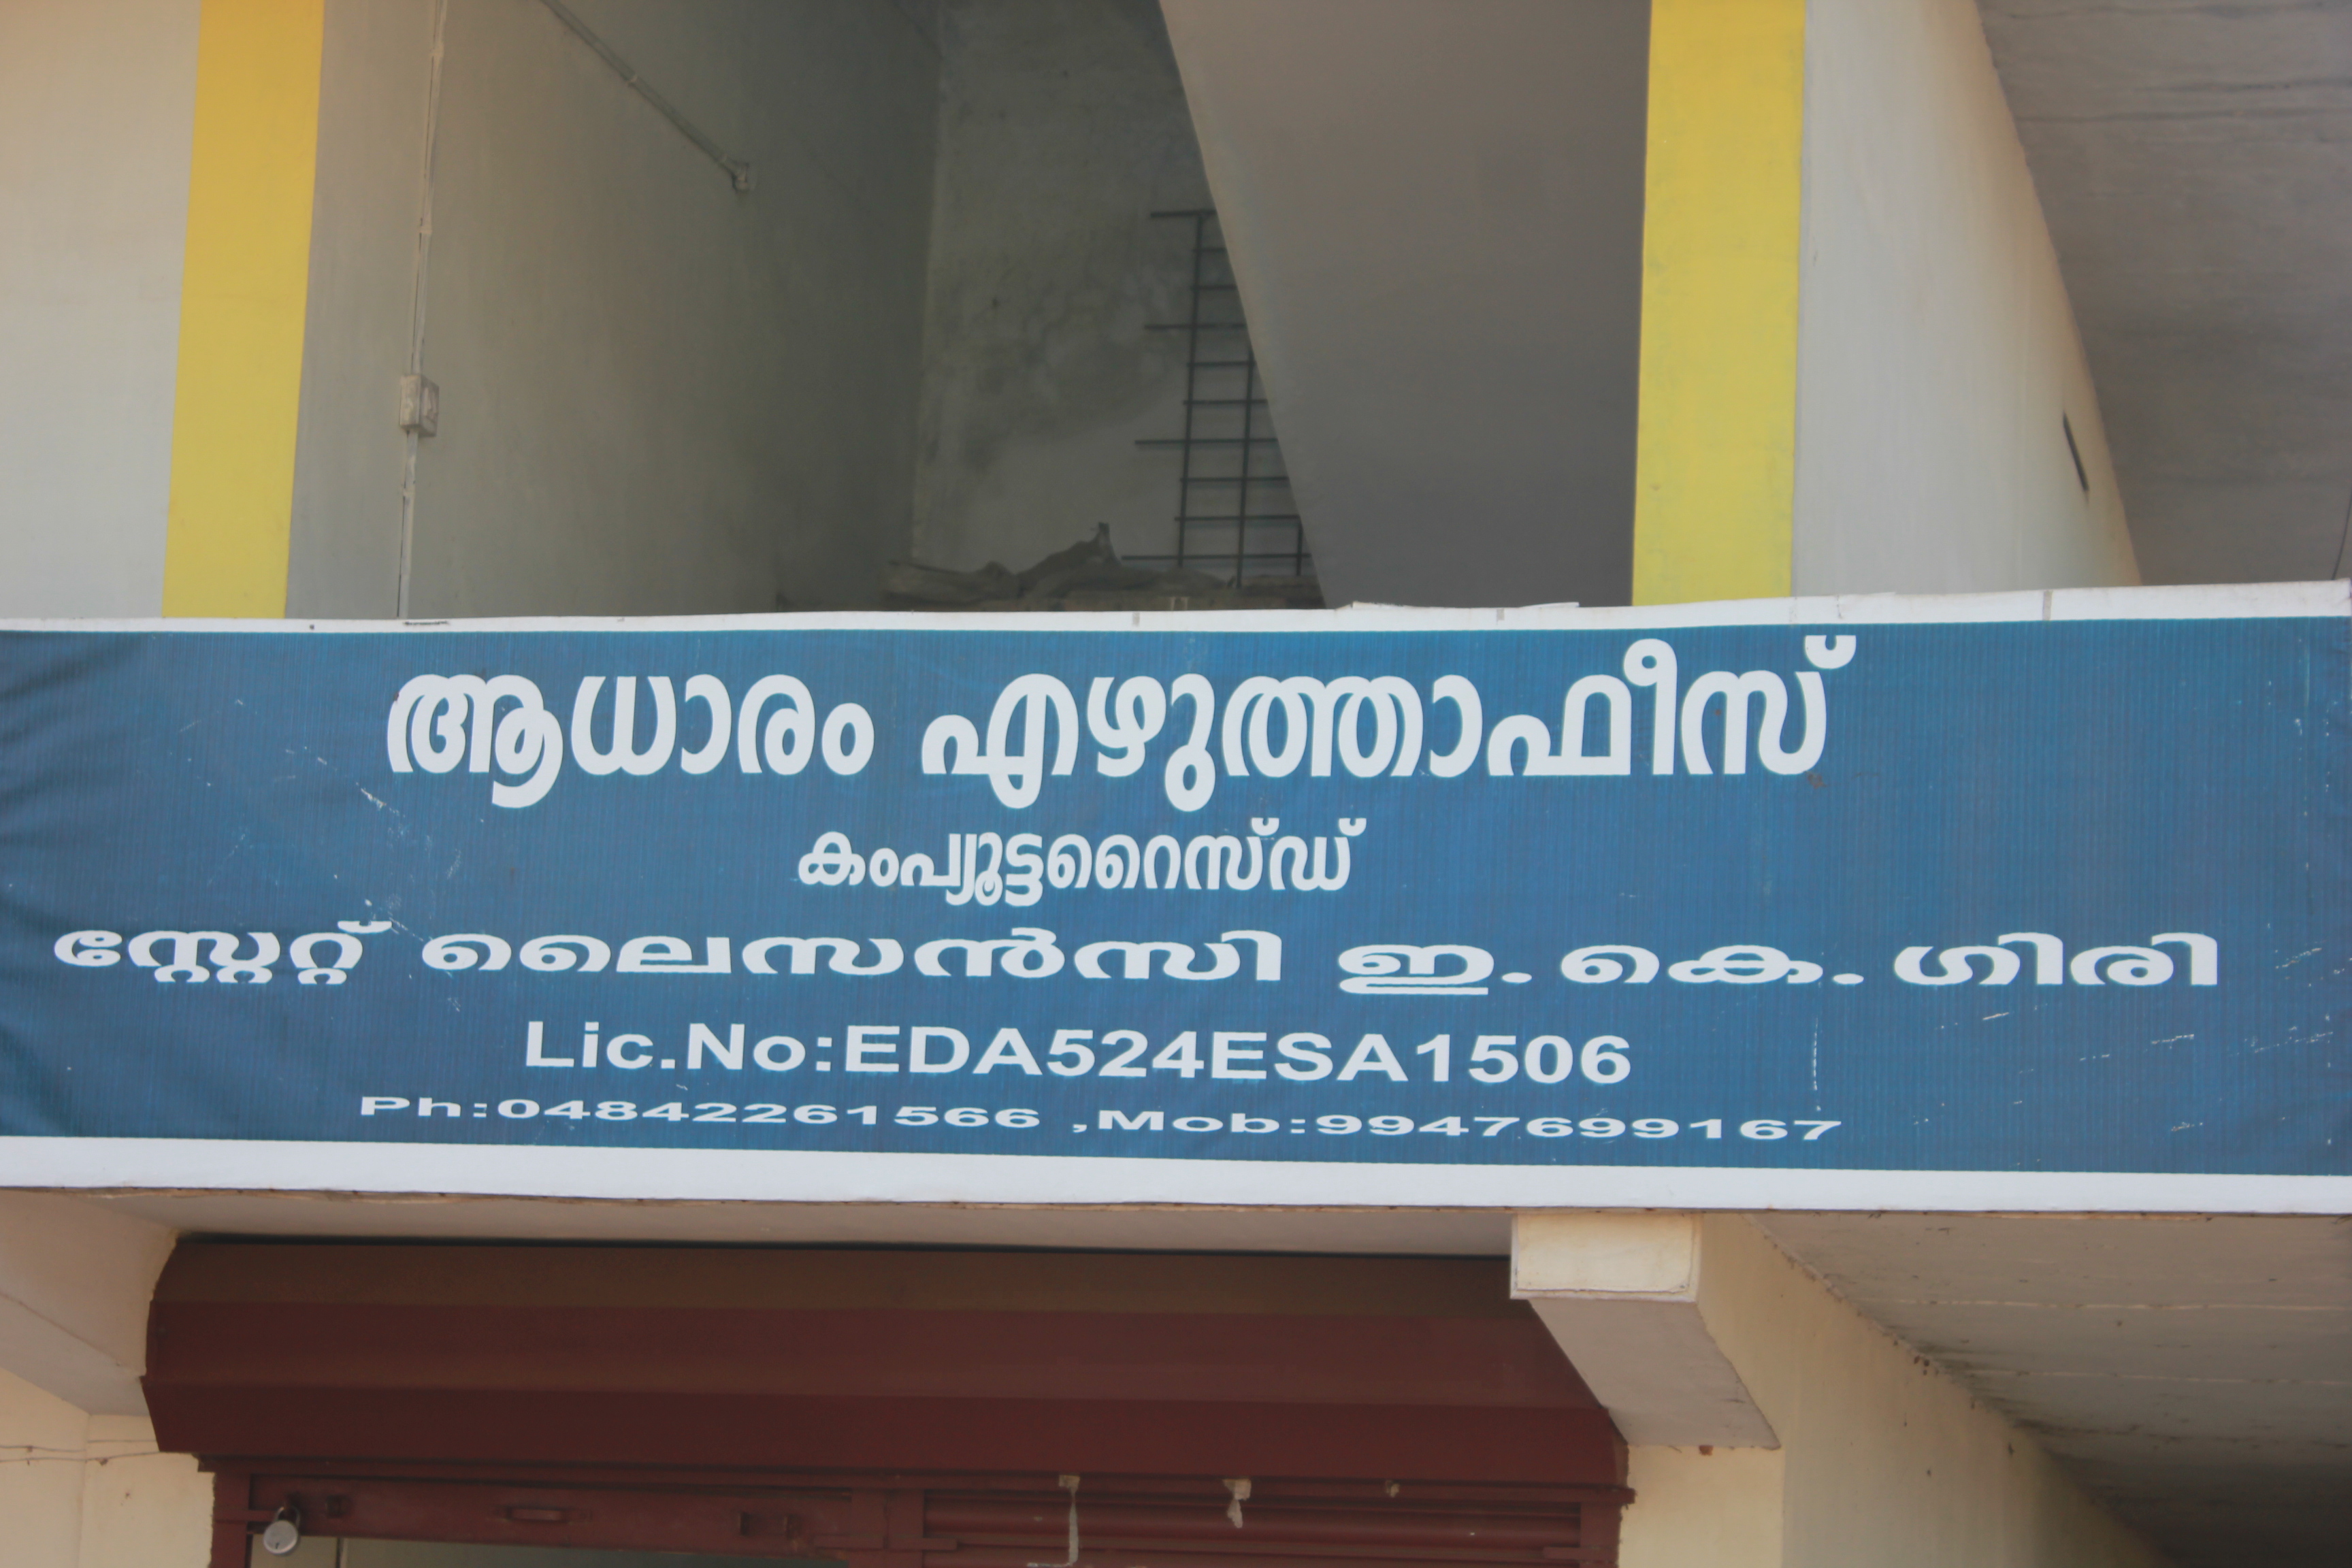 ആധാരം എഴുത്താഫീസ്
കംപ്യൂട്ടറൈസ്ഡ്
സ്റ്റേറ്റ് ലൈസൻസി ഇ. കെ. ഗിരി
Lic.No:EDA524ESA1506
Ph:04842261566 ,Mob:9947699167